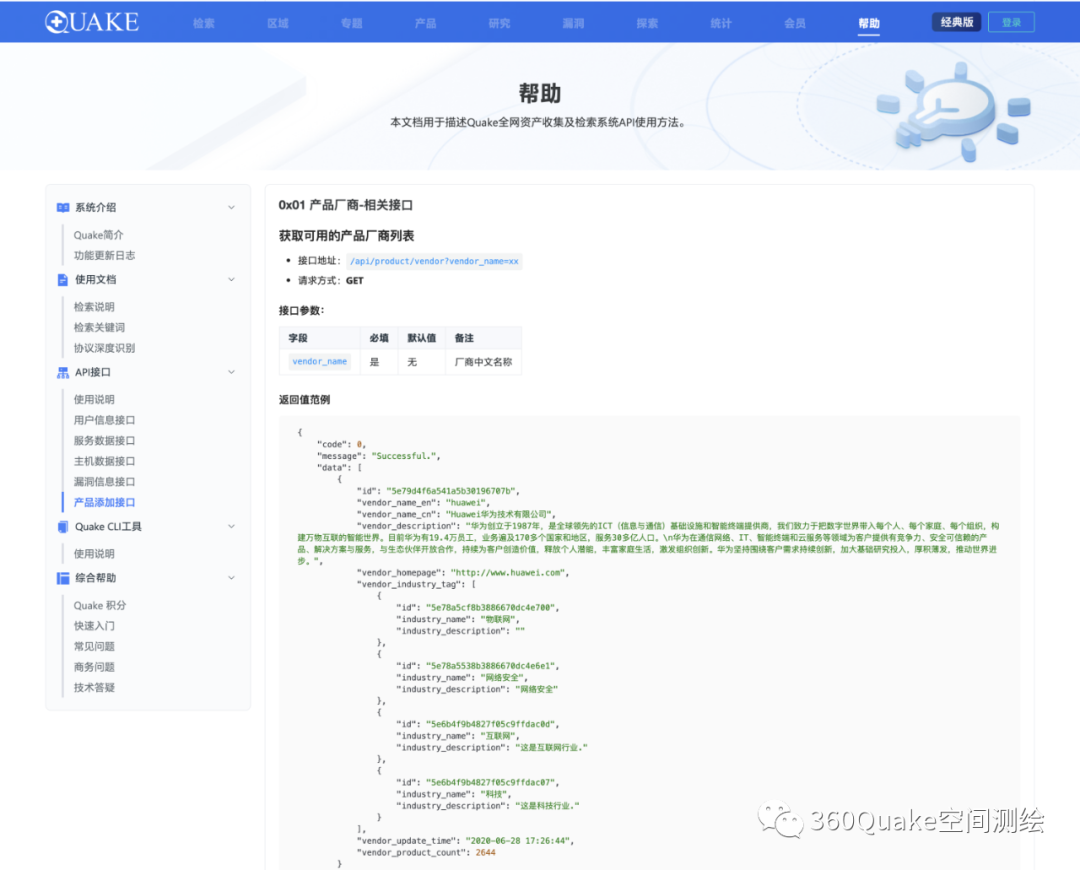 QUAKE 检索 区域 专题 产品 研究 漏洞 探索 统计 会员 帮助 经典版 登录
帮助
本文档用于描述Quake全网资产收集及检索系统API使用方法。
系统介绍
Quake简介
功能更新日志
使用文档
检索说明
检索关键词
协议深度识别
API接口
使用说明
用户信息接口
服务数据接口
主机数据接口
漏洞信息接口
产品添加接口
Quake CLI工具
使用说明
综合帮助
Quake 积分
快速入门
常见问题
商务问题
技术答疑
0x01 产品厂商-相关接口
获取可用的产品厂商列表
• 接口地址： /api/product/vendor?vendor_name=xx
• 请求方式：GET
接口参数：
字段 必填 默认值 备注
vendor_name 是 无 厂商中文名称
返回值范例
{
"code": 0,
"message": "Successful.",
"data": [
{
"id": "5e79d4f6a541a5b30196707b",
"vendor_name_en": "huawei",
"vendor_name_cn": "Huawei华为技术有限公司",
"vendor_description": "华为创立于1987年，是全球领先的ICT（信息与通信）基础设施和智能终端提供商，我们致力于把数字世界带入每个人、每个家庭、每个组织，构
建万物互联的智能世界。目前华为有19.4万员工，业务遍及170多个国家和地区，服务30多亿人口。\n华为在通信网络、IT、智能终端和云服务等领域为客户提供有竞争力、安全可信赖的产
品、解决方案与服务，与生态伙伴开放合作，持续为客户创造价值，释放个人潜能，丰富家庭生活，激发组织创新。华为坚持围绕客户需求持续创新，加大基础研究投入，厚积薄发，推动世界进
步。",
"vendor_homepage": "http://www.huawei.com",
"vendor_industry_tag": [
{
"id": "5e78a5cf8b3886670dc4e700",
"industry_name": "物联网",
"industry_description": ""
},
{
"id": "5e78a5538b3886670dc4e6e1",
"industry_name": "网络安全",
"industry_description": "网络安全"
},
{
"id": "5e6b4f9b4827f05c9ffdac0d",
"industry_name": "互联网",
"industry_description": "这是互联网行业."
},
{
"id": "5e6b4f9b4827f05c9ffdac07",
"industry_name": "科技",
"industry_description": "这是科技行业."
}
],
"vendor_update_time": "2020-06-28 17:26:44",
"vendor_product_count": 2644
}
360Quake空间测绘